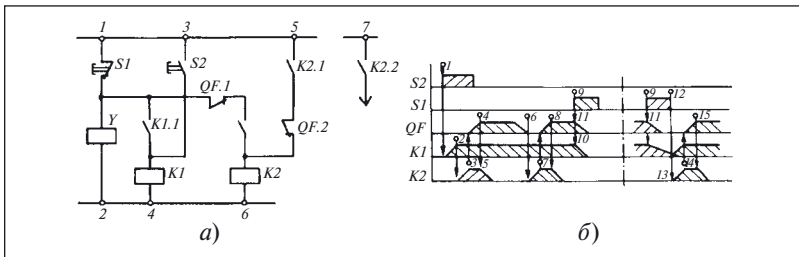 1 3 5 7
S1 S2 K2.1 K2.2
QF.1
Y K1.1 QF.2
K1 K2
2 4 6
а)
1
S2
9 9 12
S1
4 6 8 11 11 15
QF
2 10
K1
3 5 7 14
K2 13
б)